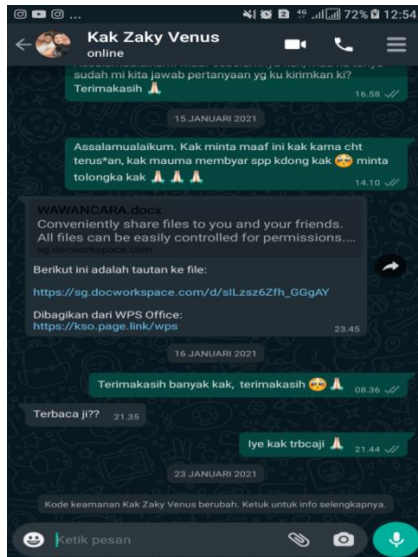 72% 12:54
Kak Zaky Venus
online
sudah mi kita jawab pertanyaan yg ku kirimkan ki?
Terimakasih 🙏
16.58
15 JANUARI 2021
Assalamualaikum. Kak minta maaf ini kak karna cht
terus*an, kak mauma membyar spp kdong kak 🥺 minta
tolongka kak 🙏 🙏 🙏
14.10
WAWANCARA.docx
Conveniently share files to you and your friends.
All files can be easily controlled for permissions....
sg.docworkspace.com
Berikut ini adalah tautan ke file:
https://sg.docworkspace.com/d/sILzsz6Zfh_GGgAY
Dibagikan dari WPS Office:
https://kso.page.link/wps
23.45
16 JANUARI 2021
Terimakasih banyak kak, terimakasih 🥺 🙏
08.36
Terbaca ji??
21.35
Iye kak trbcaji 🙏
21.44
23 JANUARI 2021
Kode keamanan Kak Zaky Venus berubah. Ketuk untuk info selengkapnya.
Ketik pesan